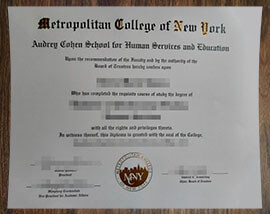 Metropolitan College of New York
Audrey Cohen School for Human Services and Education
Upon the recommendation of the Faculty and by the authority of the
Board of Trustees hereby confers upon
Who has completed the requisite course of study the degree of
with all the rights and privileges thereto
In witness thereof, this diploma is granted with the seal of the College.
President
MCNY